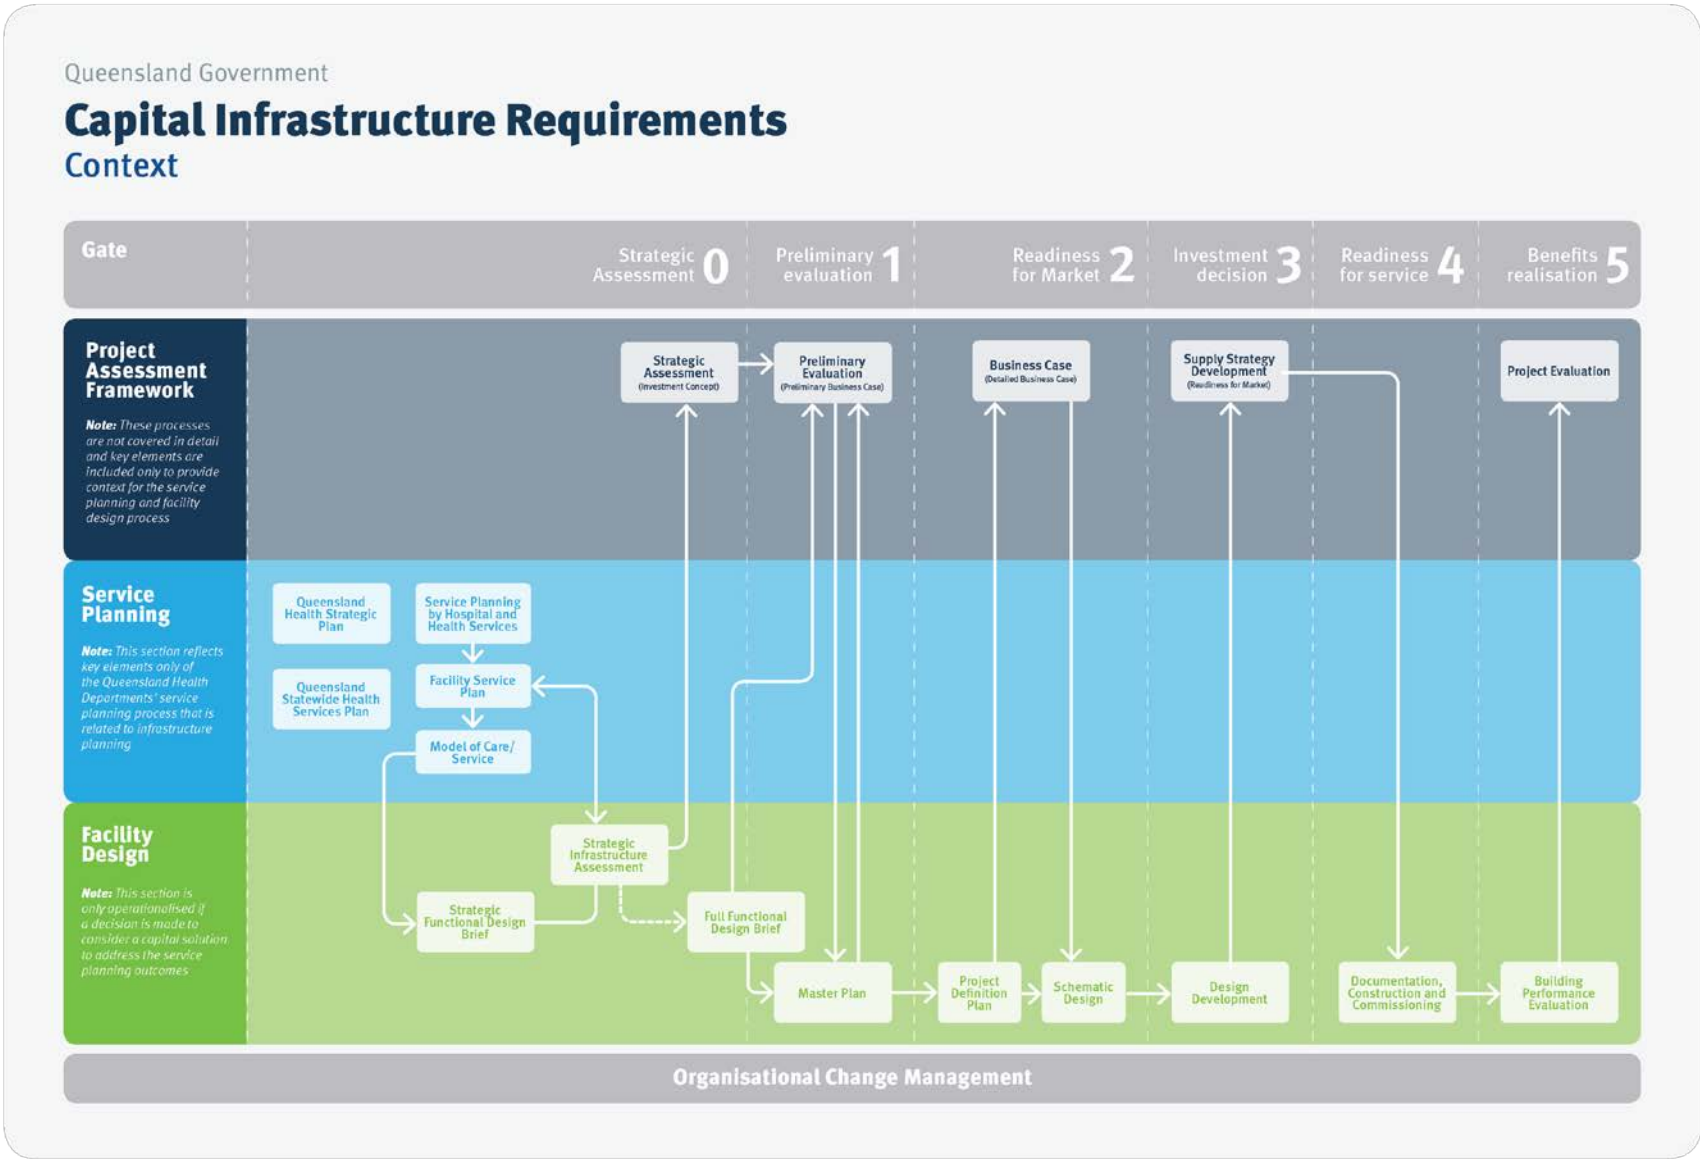 Queensland Government
Capital Infrastructure Requirements
Context
Gate
Strategic
Assessment 0
Preliminary
evaluation 1
Readiness
for Market 2
Investment
decision 3
Readiness
for service 4
Benefits
realisation 5
Project
Assessment
Framework
Note: These processes
are not covered in detail
and key elements are
included only to provide
context for the service
planning and facility
design process
Strategic
Assessment
(Investment Concept)
Preliminary
Evaluation
(Preliminary Business Case)
Business Case
(Detailed Business Case)
Supply Strategy
Development
(Readiness for Market)
Project Evaluation
Service
Planning
Note: This section reflects
key elements only of
the Queensland Health
Departments' service
planning process that is
related to infrastructure
planning
Queensland
Health Strategic
Plan
Service Planning
by Hospital and
Health Services
Queensland
Statewide Health
Services Plan
Facility Service
Plan
Model of Care/
Service
Facility
Design
Note: This section is
only operationalised if
a decision is made to
consider a capital solution
to address the service
planning outcomes
Strategic
Infrastructure
Assessment
Strategic
Functional Design
Brief
Full Functional
Design Brief
Master Plan
Project
Definition
Plan
Schematic
Design
Design
Development
Documentation,
Construction and
Commissioning
Building
Performance
Evaluation
Organisational Change Management